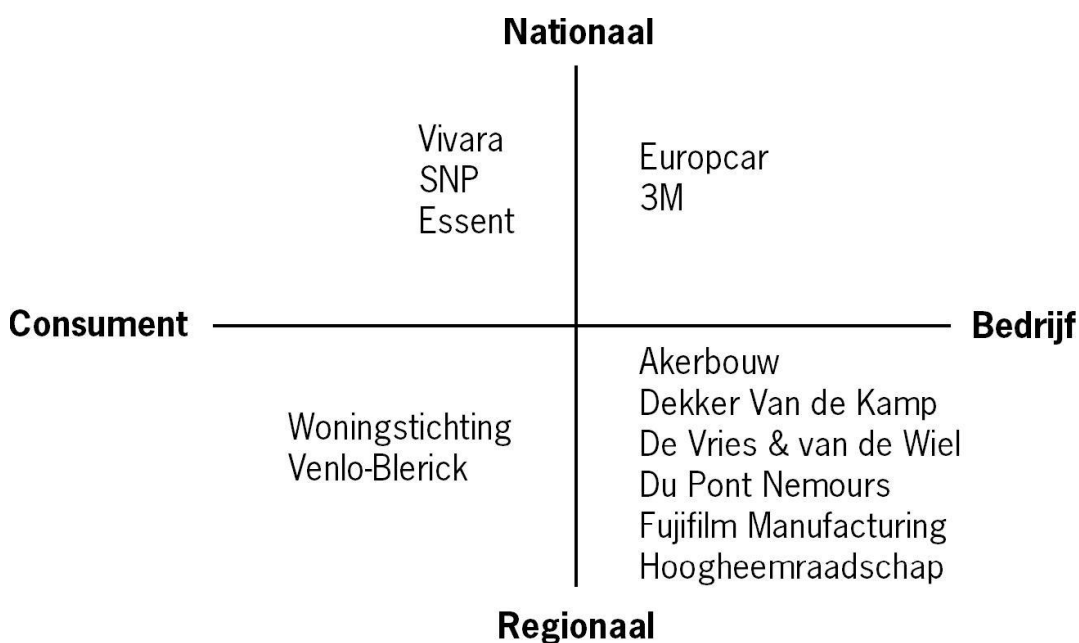 Nationaal
Vivara
SNP
Essent
Europcar
3M
Consument
Bedrijf
Woningstichting
Venlo-Blerick
Akerbouw
Dekker Van de Kamp
De Vries & van de Wiel
Du Pont Nemours
Fujifilm Manufacturing
Hoogheemraadschap
Regionaal